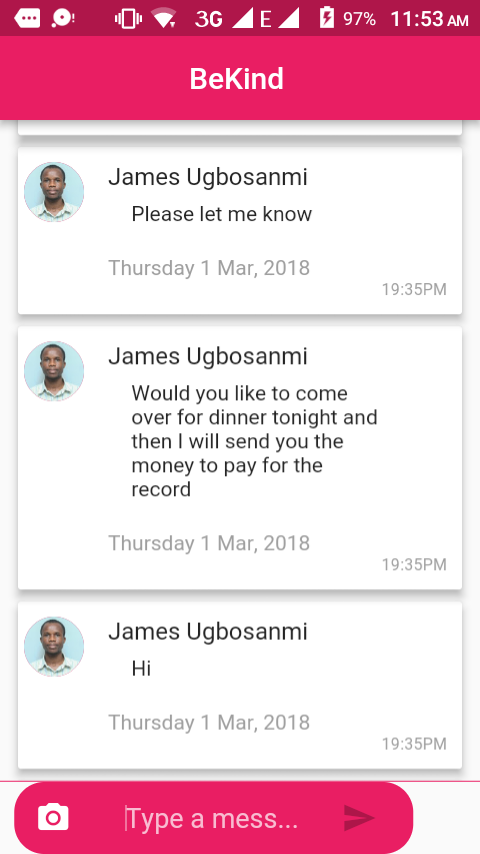 3G E 97% 11:53 AM
BeKind
James Ugbosanmi
Please let me know
Thursday 1 Mar, 2018
19:35PM
James Ugbosanmi
Would you like to come
over for dinner tonight and
then I will send you the
money to pay for the
record
Thursday 1 Mar, 2018
19:35PM
James Ugbosanmi
Hi
Thursday 1 Mar, 2018
19:35PM
Type a mess...